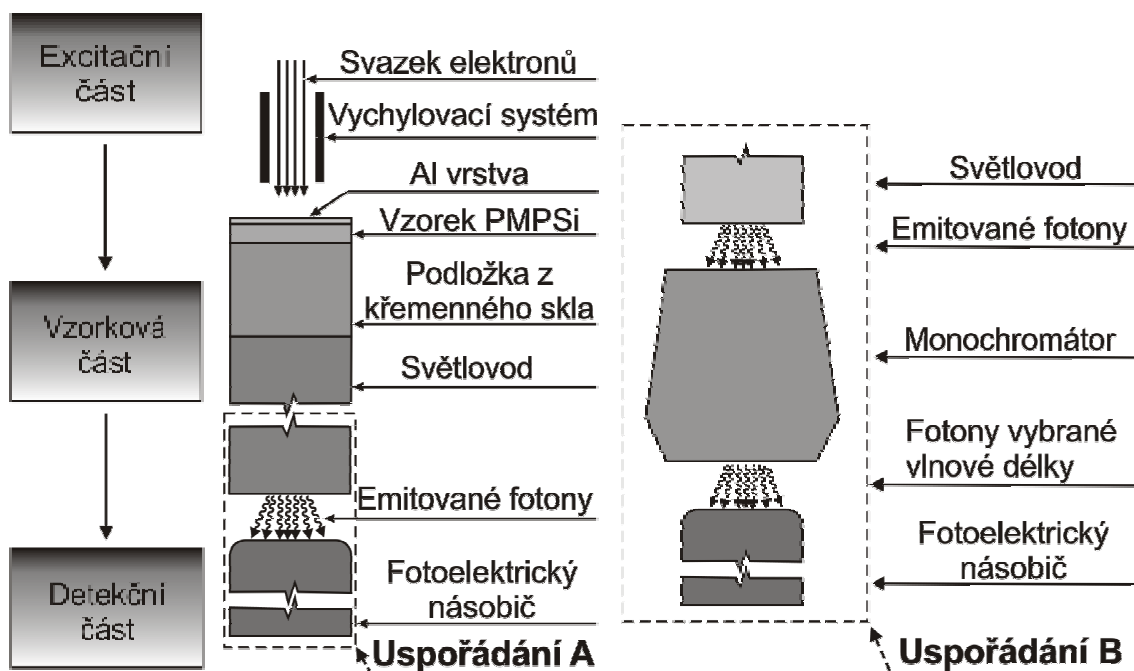 Excitační
část
Vzorková
část
Detekční
část
Svazek elektronů
Vychylovací systém
Al vrstva
Vzorek PMPSi
Podložka z
křemenného skla
Světlovod
Emitované fotony
Fotoelektrický
násobič
Uspořádání A
Světlovod
Emitované fotony
Monochromátor
Fotony vybrané
vlnové délky
Fotoelektrický
násobič
Uspořádání B